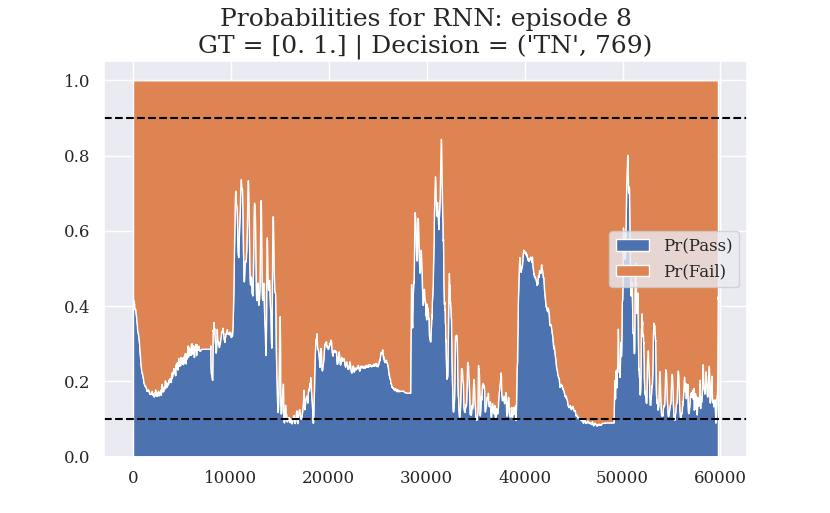 Probabilities for RNN: episode 8
GT = [0. 1.] | Decision = ('TN', 769)
1.0
0.8
0.6
0.4
0.2
0.0
Pr(Pass)
Pr(Fail)
0 10000 20000 30000 40000 50000 60000